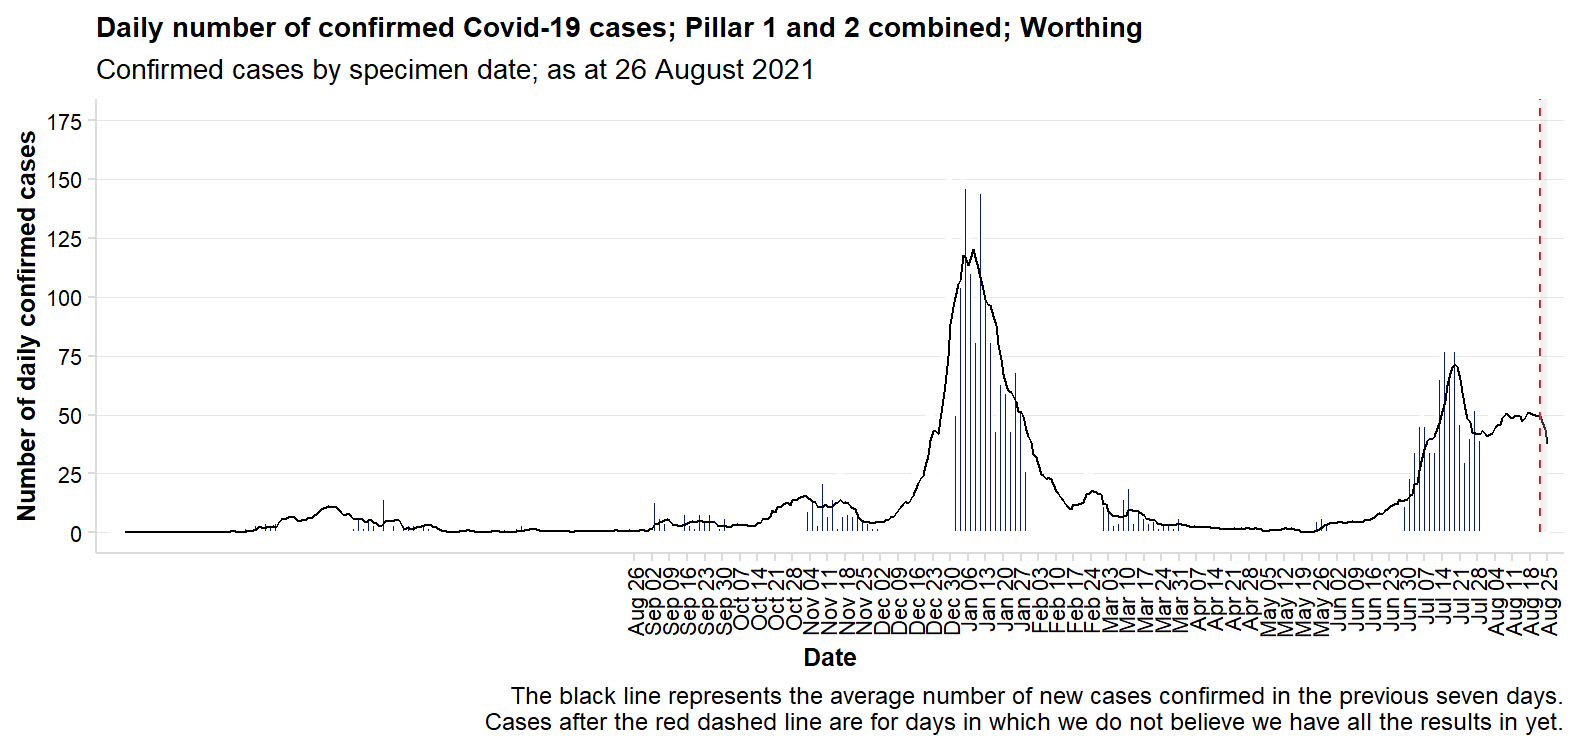 Daily number of confirmed Covid-19 cases; Pillar 1 and 2 combined; Worthing
Confirmed cases by specimen date; as at 26 August 2021
Number of daily confirmed cases
175
150
125
100
75
50
25
0
Aug 26
Sep 02
Sep 09
Sep 16
Sep 23
Sep 30
Oct 07
Oct 14
Oct 21
Oct 28
Nov 04
Nov 11
Nov 18
Nov 25
Dec 02
Dec 09
Dec 16
Dec 23
Dec 30
Jan 06
Jan 13
Jan 20
Jan 27
Feb 03
Feb 10
Feb 17
Feb 24
Mar 03
Mar 10
Mar 17
Mar 24
Mar 31
Apr 07
Apr 14
Apr 21
Apr 28
May 05
May 12
May 19
May 26
Jun 02
Jun 09
Jun 16
Jun 23
Jun 30
Jul 07
Jul 14
Jul 21
Jul 28
Aug 04
Aug 11
Aug 18
Aug 25
Date
The black line represents the average number of new cases confirmed in the previous seven days.
Cases after the red dashed line are for days in which we do not believe we have all the results in yet.